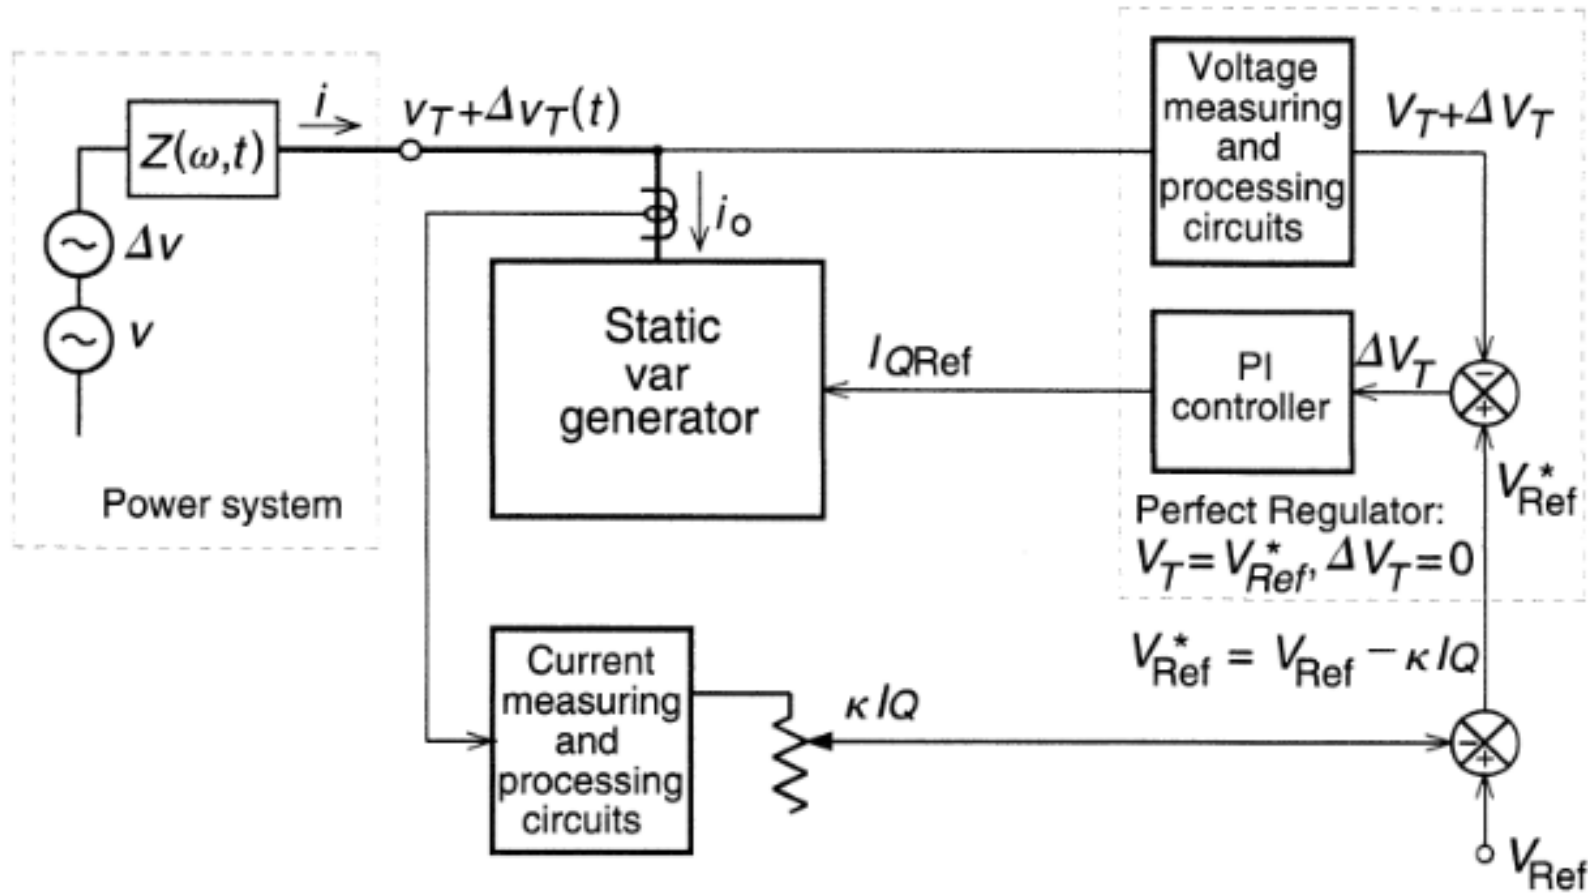 Z(ω,t)
i
v_T+Δv_T(t)
Δv
v
Power system
i_o
Static
var
generator
Voltage
measuring
and
processing
circuits
V_T+ΔV_T
I_QRef
PI
controller
ΔV_T
-
+
V*_Ref
Perfect Regulator:
V_T=V*_Ref, ΔV_T=0
V*_Ref = V_Ref − κI_Q
Current
measuring
and
processing
circuits
κI_Q
-
+
V_Ref